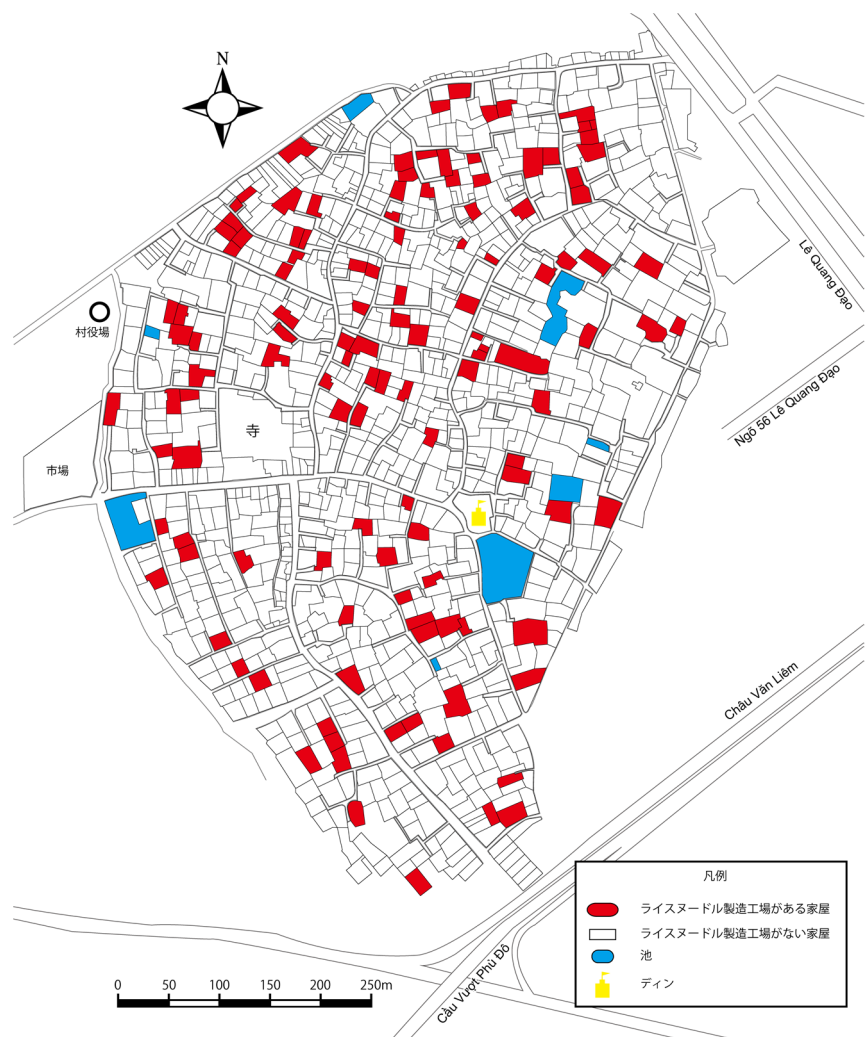 N
Lê Quang Đạo
村役場
Ngõ 56 Lê Quang Đạo
寺
市場
Châu Văn Liêm
凡例
ライスヌードル製造工場がある家屋
ライスヌードル製造工場がない家屋
池
ディン
Cầu Vượt Phù Đô
0 50 100 150 200 250m